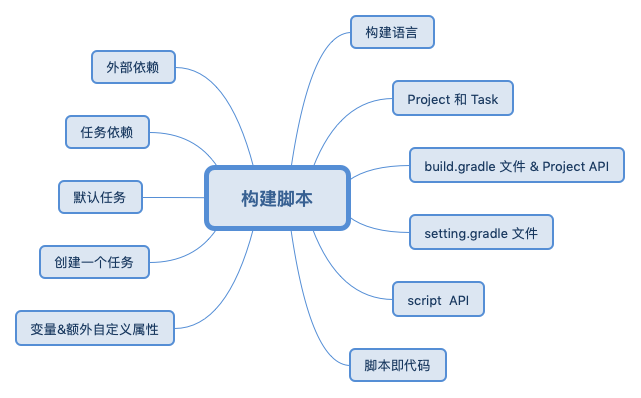 构建语言
外部依赖
Project 和 Task
任务依赖
build.gradle 文件 & Project API
默认任务
构建脚本
setting.gradle 文件
创建一个任务
script API
变量&额外自定义属性
脚本即代码